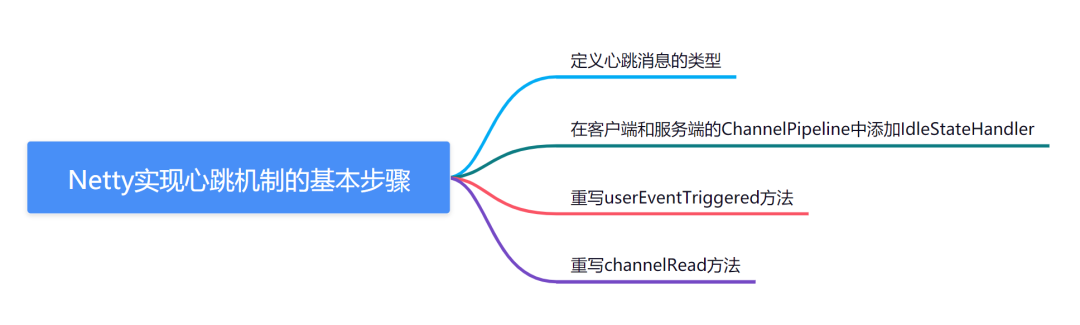 Netty实现心跳机制的基本步骤
定义心跳消息的类型
在客户端和服务端的ChannelPipeline中添加IdleStateHandler
重写userEventTriggered方法
重写channelRead方法